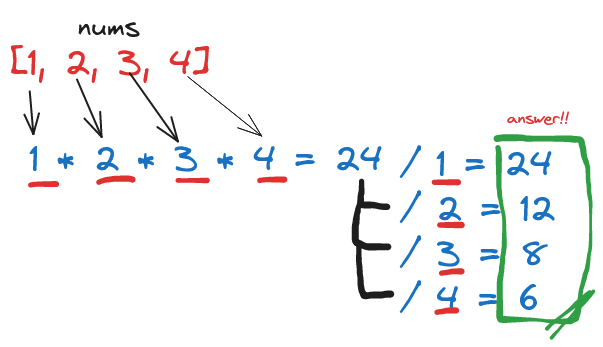 nums
[1, 2, 3, 4]
answer!!
1 * 2 * 3 * 4 = 24 / 1 = 24
/ 2 = 12
/ 3 = 8
/ 4 = 6